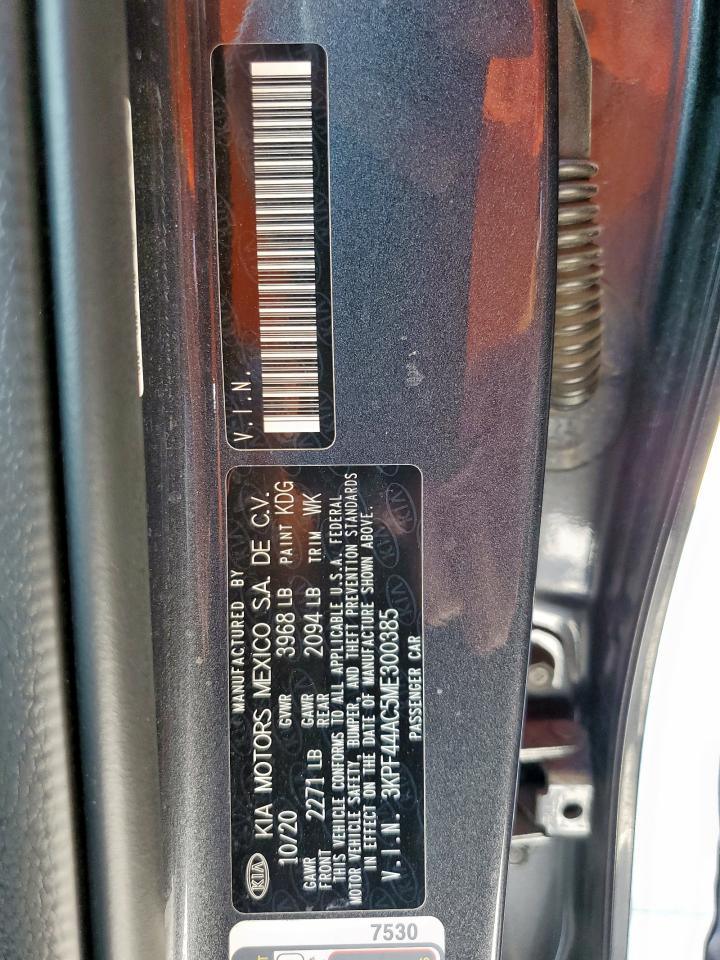 V.I.N.
MANUFACTURED BY
KIA KIA MOTORS MEXICO S.A. DE C.V.
10/20 GVWR 3968 LB PAINT KDG
GAWR FRONT 2271 LB GAWR REAR 2094 LB TRIM WK
THIS VEHICLE CONFORMS TO ALL APPLICABLE U.S.A. FEDERAL
MOTOR VEHICLE SAFETY, BUMPER, AND THEFT PREVENTION STANDARDS
IN EFFECT ON THE DATE OF MANUFACTURE SHOWN ABOVE.
V.I.N. 3KPF44AC5ME300385
PASSENGER CAR
7530